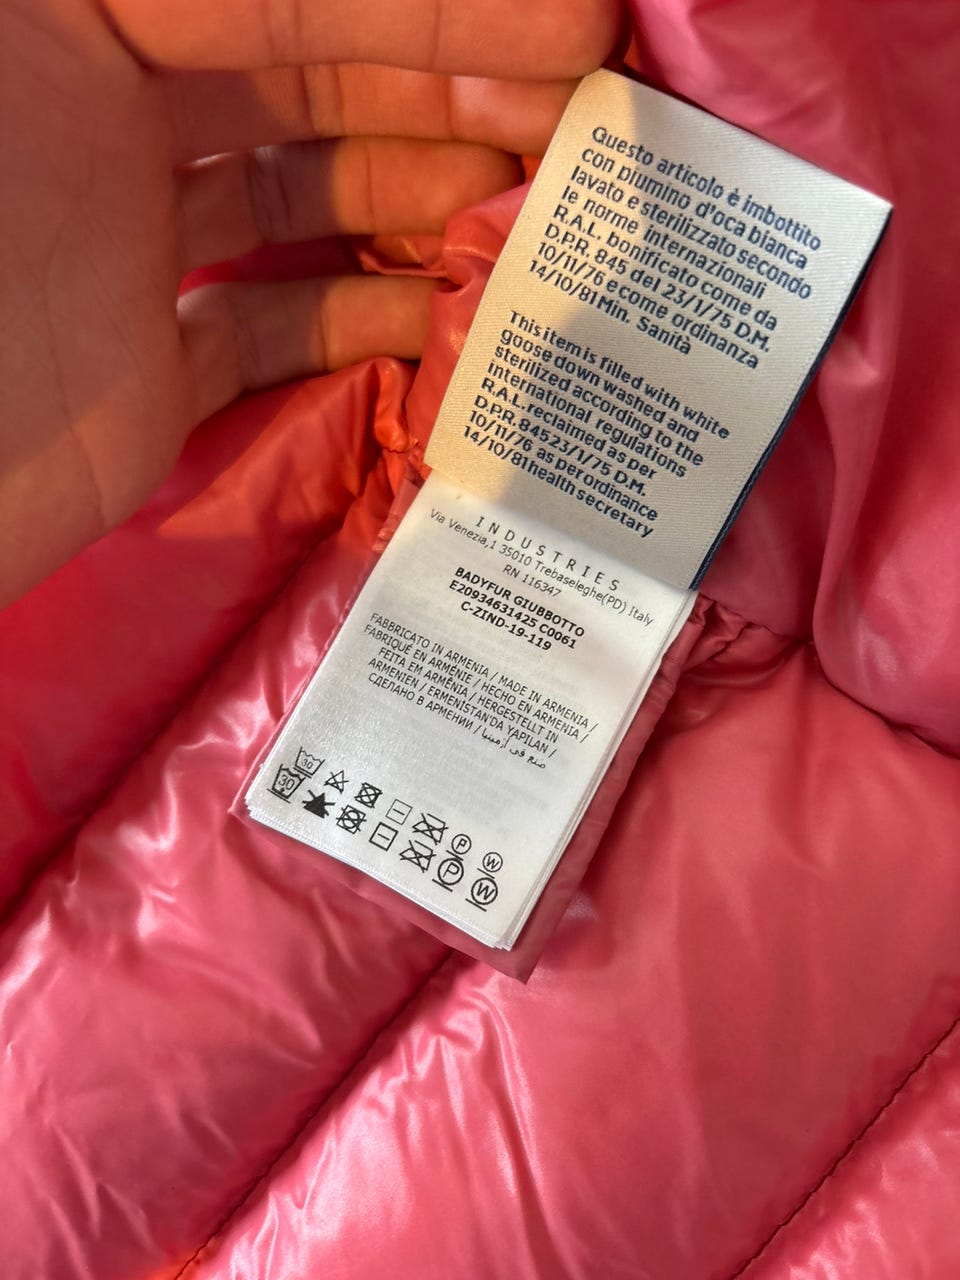 Questo articolo è imbottito
con piumino d'oca bianca
lavato e sterilizzato secondo
le norme internazionali
R.A.L. bonificato come da
D.P.R. 845 del 23/1/75 D.M.
10/11/76 e come ordinanza
14/10/81 Min. Sanità
This item is filled with white
goose down washed and
sterilized according to the
international regulations
R.A.L. reclaimed as per
D.P.R. 84523/1/75 D.M.
10/11/76 as per ordinance
14/10/81 health secretary
INDUSTRIES
Via Venezia,1 35010 Trebaseleghe(PD) Italy
RN 116347
BADYFUR GIUBBOTTO
E20934631425 C0061
C-ZIND-19-119
FABBRICATO IN ARMENIA / MADE IN ARMENIA /
FABRIQUÉ EN ARMÉNIE / HECHO EN ARMENIA /
FEITA EM ARMÊNIA / HERGESTELLT IN
ARMENIEN / ERMENISTAN'DA YAPILAN /
СДЕЛАНО В АРМЕНИИ / صنع في أرمينيا
30
P
W
30
P
W